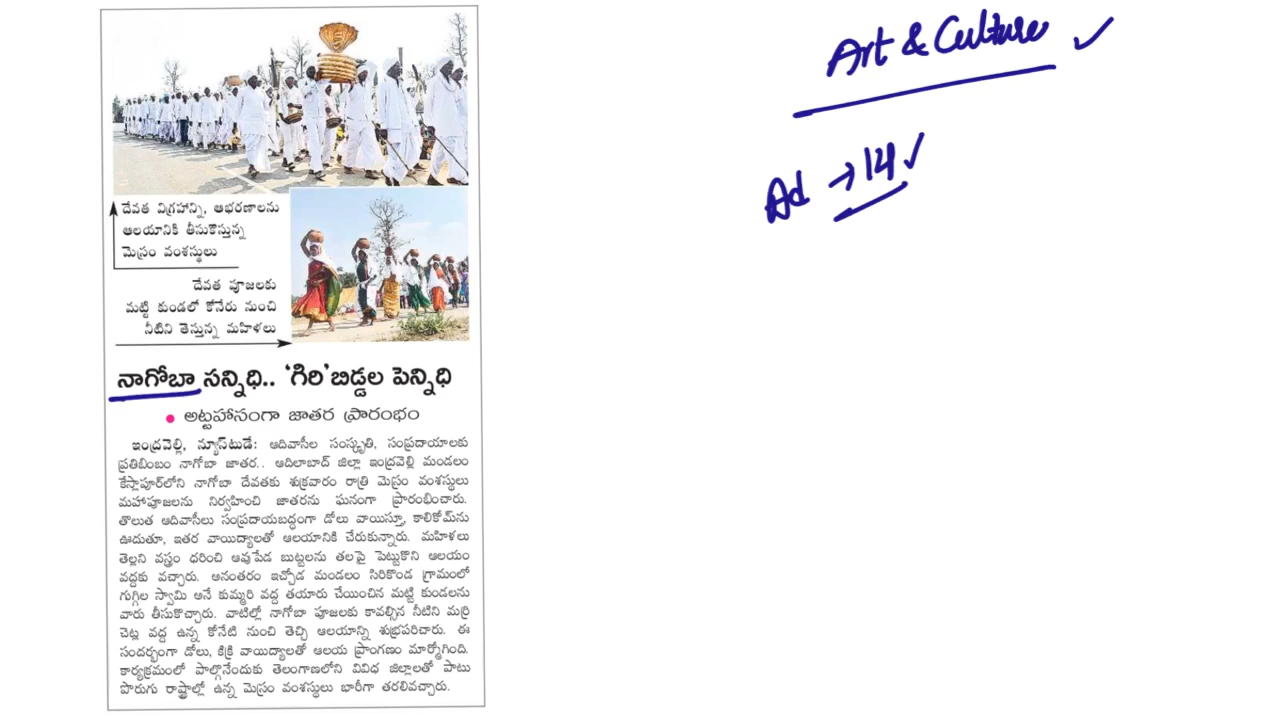 Art & Culture ✓
Ad → 14 ✓
దేవత విగ్రహాన్ని, ఆభరణాలను
ఆలయానికి తీసుకొస్తున్న
మెస్రం వంశస్థులు
దేవత పూజలకు
మట్టి కుండలో కోనేరు నుంచి
నీటిని తెస్తున్న మహిళలు
నాగోబా సన్నిధి.. ‘గిరి’బిడ్డల పెన్నిధి
● అట్టహాసంగా జాతర ప్రారంభం
ఇంద్రవెల్లి, న్యూస్‌టుడే: ఆదివాసీల సంస్కృతి, సంప్రదాయాలకు
ప్రతిబింబం నాగోబా జాతర.. ఆదిలాబాద్ జిల్లా ఇంద్రవెల్లి మండలం
కేస్లాపూర్‌లోని నాగోబా దేవతకు శుక్రవారం రాత్రి మెస్రం వంశస్థులు
మహాపూజలను నిర్వహించి జాతరను ఘనంగా ప్రారంభించారు.
తొలుత ఆదివాసీలు సంప్రదాయబద్ధంగా డోలు వాయిస్తూ, కాలికోమ్‌ను
ఊదుతూ, ఇతర వాయిద్యాలతో ఆలయానికి చేరుకున్నారు. మహిళలు
తెల్లని వస్త్రం ధరించి ఆవుపేడ బుట్టలను తలపై పెట్టుకొని ఆలయం
వద్దకు వచ్చారు. అనంతరం ఇచ్చోడ మండలం సిరికొండ గ్రామంలో
గుగ్గిల స్వామి అనే కుమ్మరి వద్ద తయారు చేయించిన మట్టి కుండలను
వారు తీసుకొచ్చారు. వాటిల్లో నాగోబా పూజలకు కావల్సిన నీటిని మర్రి
చెట్ల వద్ద ఉన్న కోనేటి నుంచి తెచ్చి ఆలయాన్ని శుభ్రపరిచారు. ఈ
సందర్భంగా డోలు, కిక్రి వాయిద్యాలతో ఆలయ ప్రాంగణం మార్మోగింది.
కార్యక్రమంలో పాల్గొనేందుకు తెలంగాణలోని వివిధ జిల్లాలతో పాటు
పొరుగు రాష్ట్రాల్లో ఉన్న మెస్రం వంశస్థులు భారీగా తరలివచ్చారు.